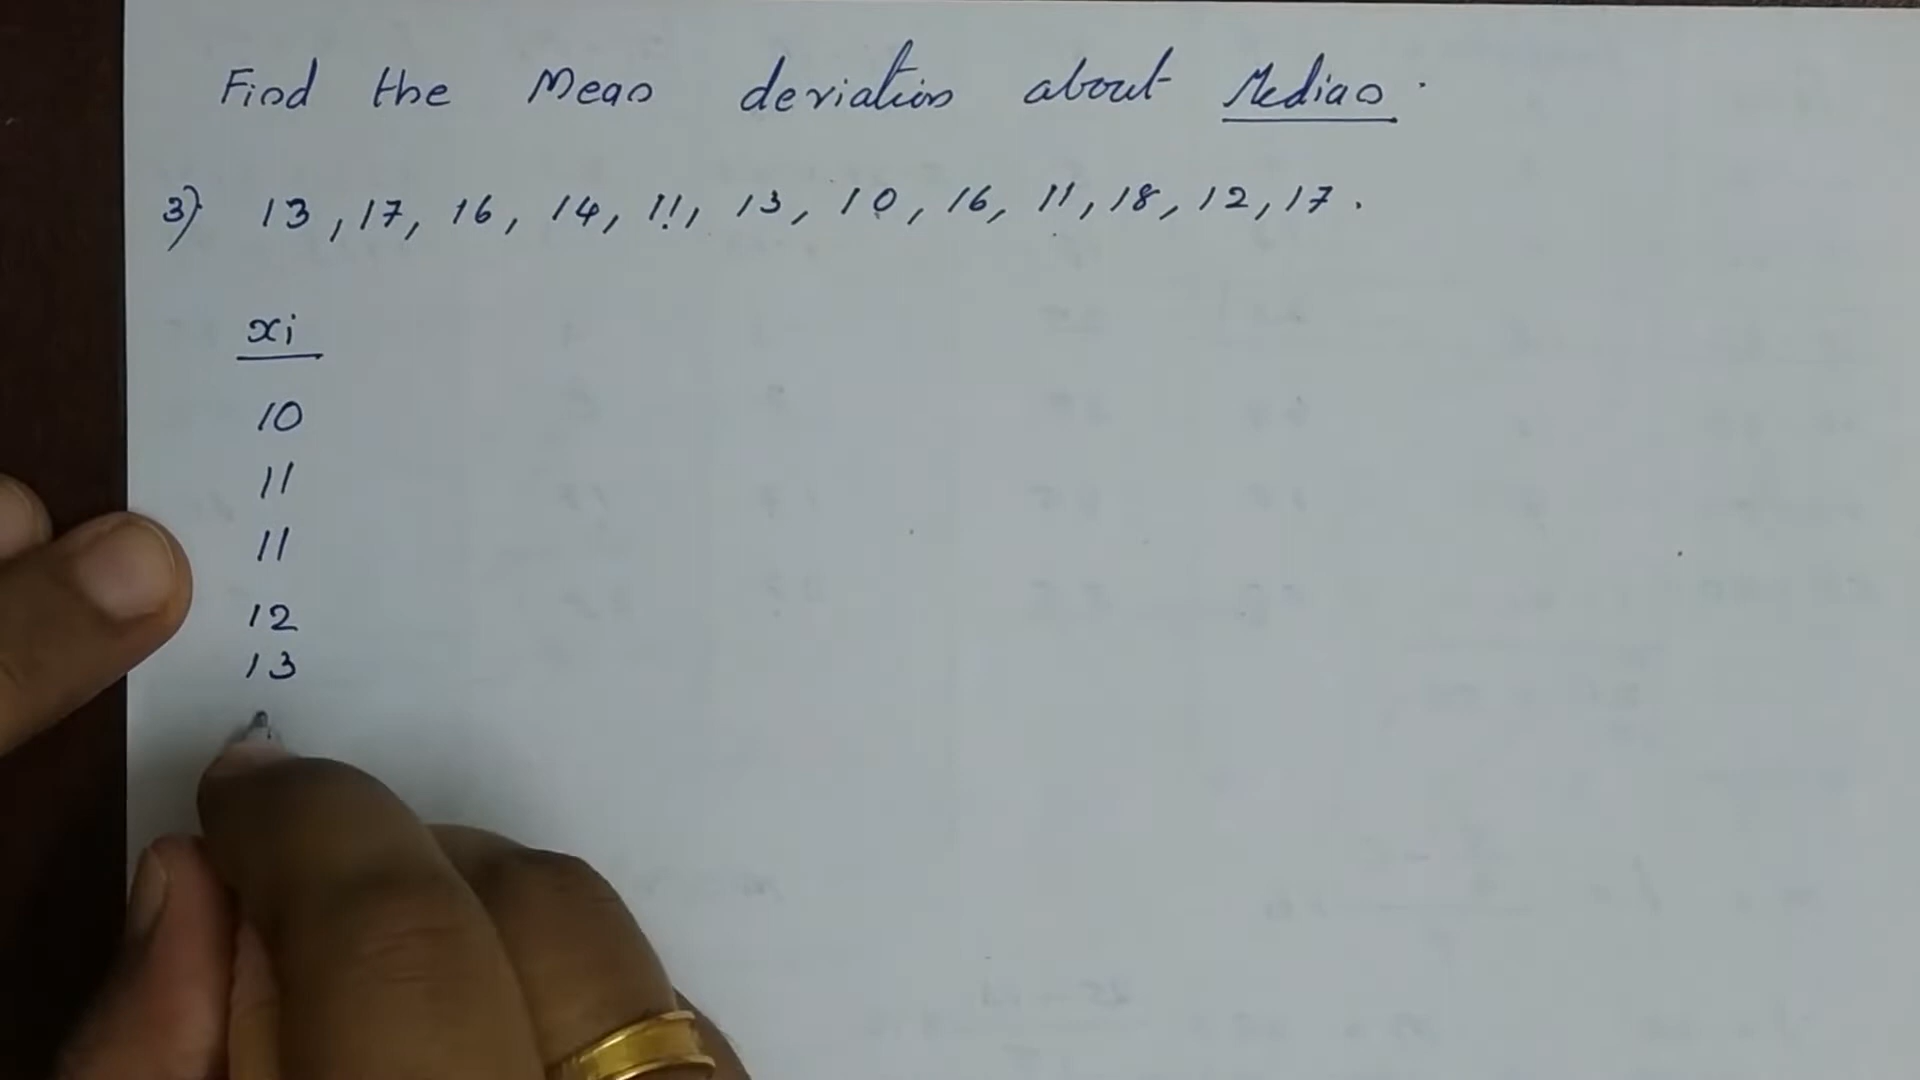 Find the Mean deviation about Median.
3) 13, 17, 16, 14, 11, 13, 10, 16, 11, 18, 12, 17.
xi
10
11
11
12
13